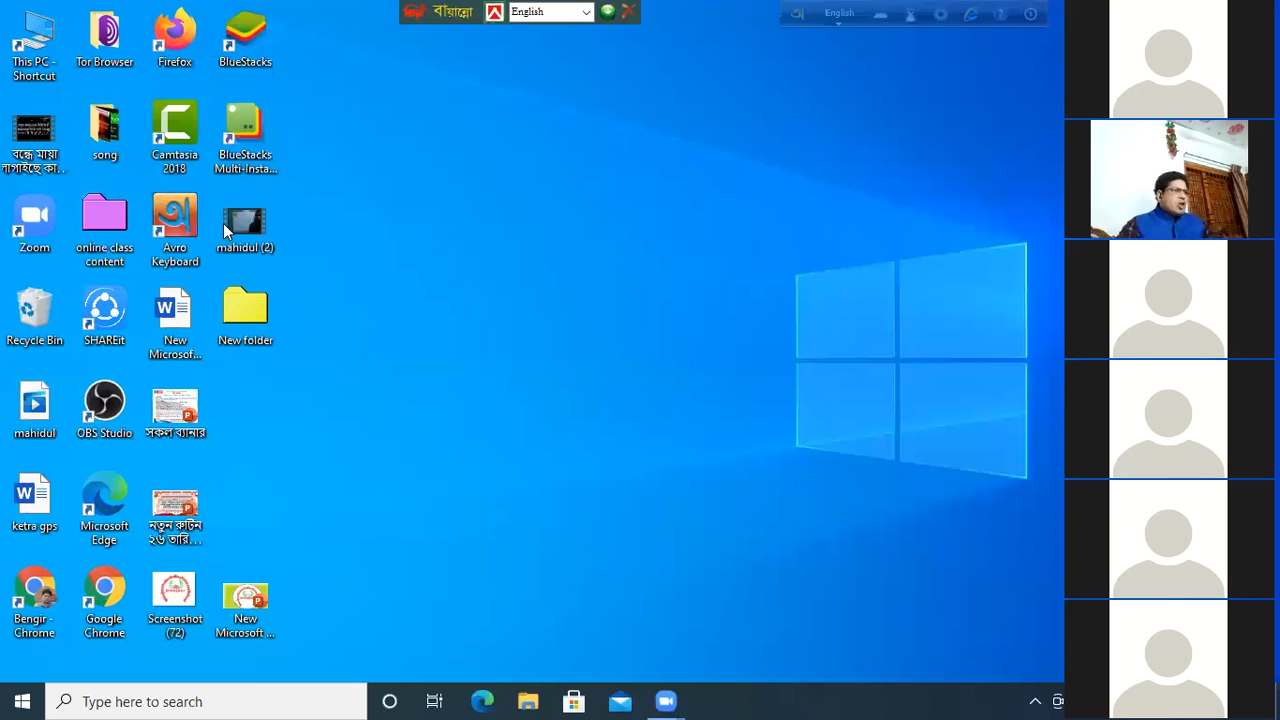 বায়ান্নো
English
English
This PC -
Shortcut
Tor Browser
Firefox
BlueStacks
বন্ধে মায়া
লাগাইছে কা...
song
Camtasia
2018
BlueStacks
Multi-Insta...
Zoom
online class
content
Avro
Keyboard
mahidul (2)
Recycle Bin
SHAREit
New
Microsof...
New folder
mahidul
OBS Studio
সকল ব্যানার
ketra gps
Microsoft
Edge
নতুন রুটিন
২৬ তারি...
Bengir -
Chrome
Google
Chrome
Screenshot
(72)
New
Microsoft ...
Type here to search